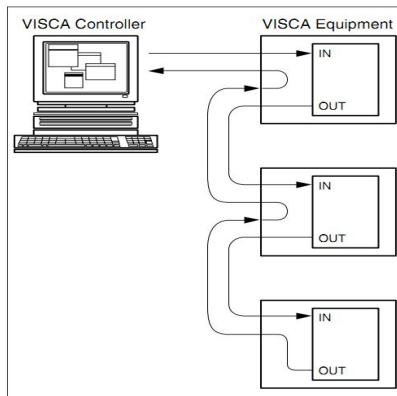 VISCA Controller
VISCA Equipment
IN
OUT
IN
OUT
IN
OUT